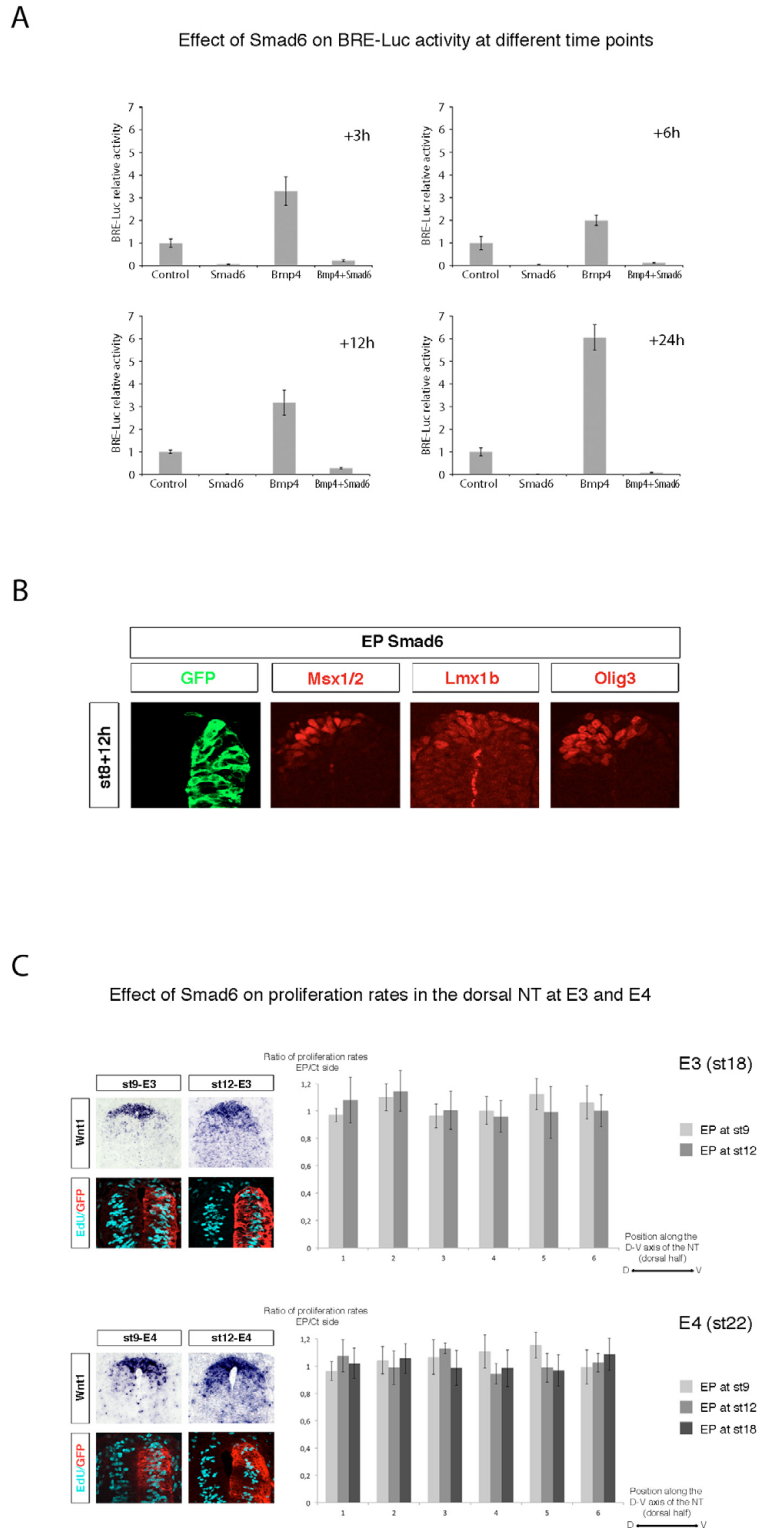 A
Effect of Smad6 on BRE-Luc activity at different time points
BRE-Luc relative activity
7
6
5
4
3
2
1
0
+3h
Control Smad6 Bmp4 Bmp4+Smad6
BRE-Luc relative activity
7
6
5
4
3
2
1
0
+6h
Control Smad6 Bmp4 Bmp4+Smad6
BRE-Luc relative activity
7
6
5
4
3
2
1
0
+12h
Control Smad6 Bmp4 Bmp4+Smad6
BRE-Luc relative activity
7
6
5
4
3
2
1
0
+24h
Control Smad6 Bmp4 Bmp4+Smad6
B
EP Smad6
GFP Msx1/2 Lmx1b Olig3
st8+12h
C
Effect of Smad6 on proliferation rates in the dorsal NT at E3 and E4
st9-E3 st12-E3
Wnt1
EdU/GFP
Ratio of proliferation rates
EP/Ct side
1,2
1
0,8
0,6
0,4
0,2
0
1 2 3 4 5 6
E3 (st18)
EP at st9
EP at st12
Position along the
D-V axis of the NT
(dorsal half)
D V
st9-E4 st12-E4
Wnt1
EdU/GFP
Ratio of proliferation rates
EP/Ct side
1,2
1
0,8
0,6
0,4
0,2
0
1 2 3 4 5 6
E4 (st22)
EP at st9
EP at st12
EP at st18
Position along the
D-V axis of the NT
(dorsal half)
D V